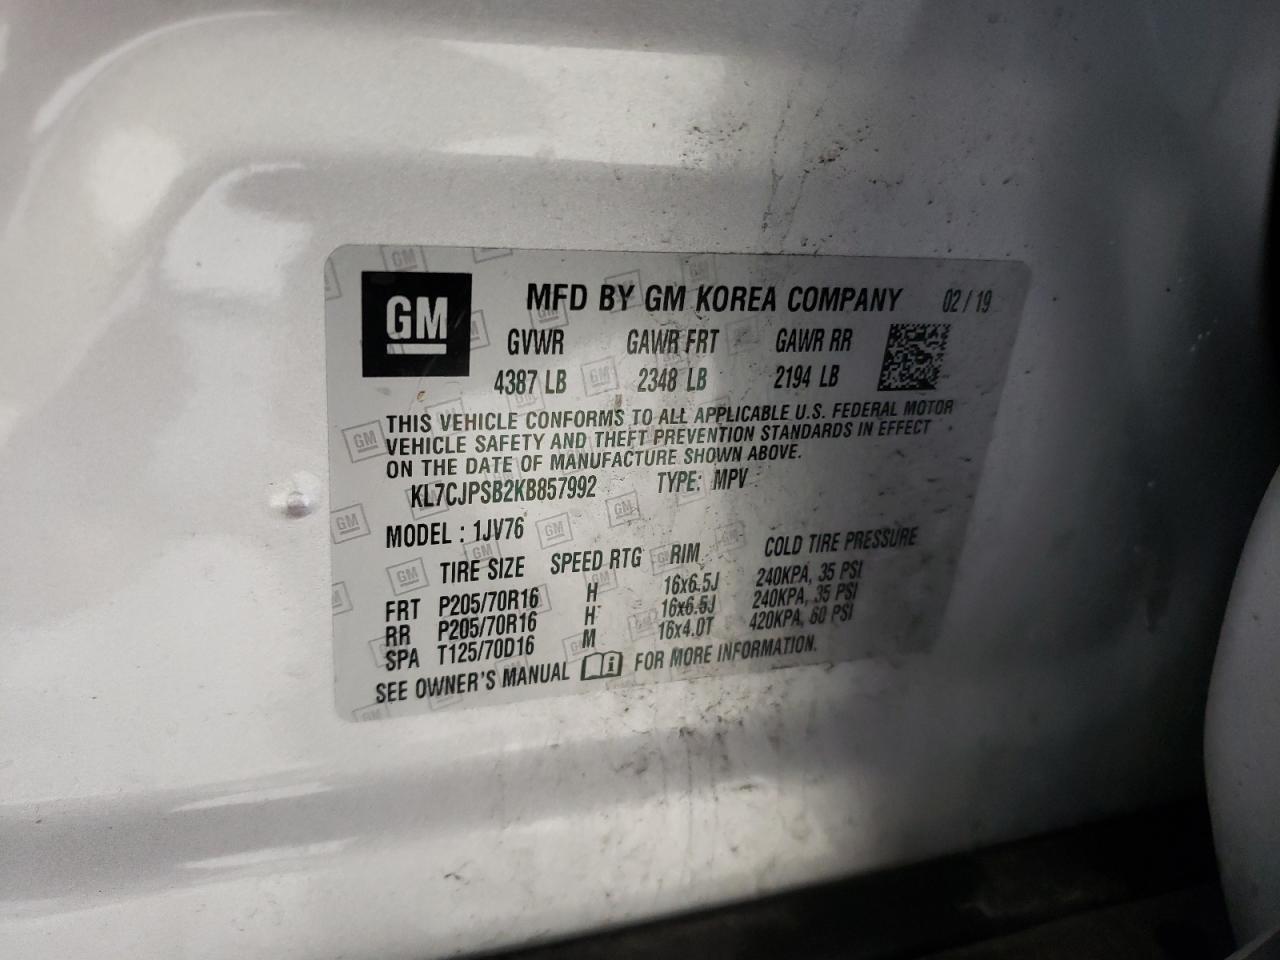 GM
MFD BY GM KOREA COMPANY 02 / 19
GVWR GAWR FRT GAWR RR
4387 LB 2348 LB 2194 LB
THIS VEHICLE CONFORMS TO ALL APPLICABLE U.S. FEDERAL MOTOR
VEHICLE SAFETY AND THEFT PREVENTION STANDARDS IN EFFECT
ON THE DATE OF MANUFACTURE SHOWN ABOVE.
KL7CJPSB2KB857992 TYPE: MPV
MODEL : 1JV76
TIRE SIZE SPEED RTG RIM COLD TIRE PRESSURE
FRT P205/70R16 H 16x6.5J 240KPA, 35 PSI
RR P205/70R16 H 16x6.5J 240KPA, 35 PSI
SPA T125/70D16 M 16x4.0T 420KPA, 60 PSI
SEE OWNER'S MANUAL i FOR MORE INFORMATION.